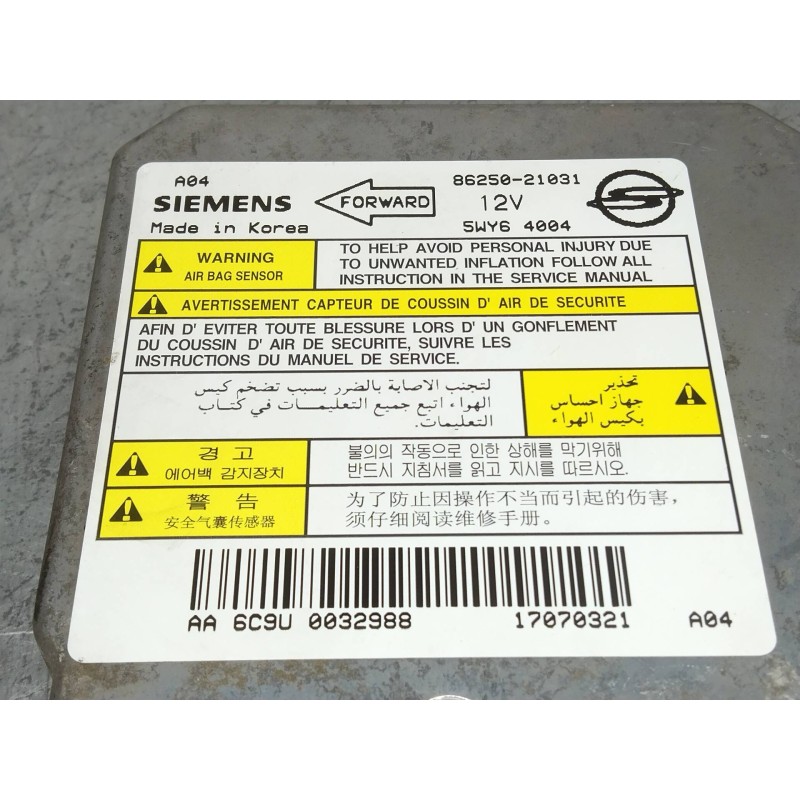 A04
86250-21031
SIEMENS
FORWARD
12V
Made in Korea
5WY6 4004
WARNING
AIR BAG SENSOR
TO HELP AVOID PERSONAL INJURY DUE
TO UNWANTED INFLATION FOLLOW ALL
INSTRUCTION IN THE SERVICE MANUAL
AVERTISSEMENT CAPTEUR DE COUSSIN D' AIR DE SECURITE
AFIN D' EVITER TOUTE BLESSURE LORS D' UN GONFLEMENT
DU COUSSIN D' AIR DE SECURITE, SUIVRE LES
INSTRUCTIONS DU MANUEL DE SERVICE.
تحذير
جهاز احساس
بكيس الهواء
لتجنب الاصابة بالضرر بسبب تضخم كيس
الهواء اتبع جميع التعليمات في كتاب
التعليمات.
경 고
에어백 감지장치
불의의 작동으로 인한 상해를 막기위해
반드시 지침서를 읽고 지시를 따르시오.
警 告
安全气囊传感器
为了防止因操作不当而引起的伤害,
须仔细阅读维修手册。
AA 6C9U 0032988
17070321
A04